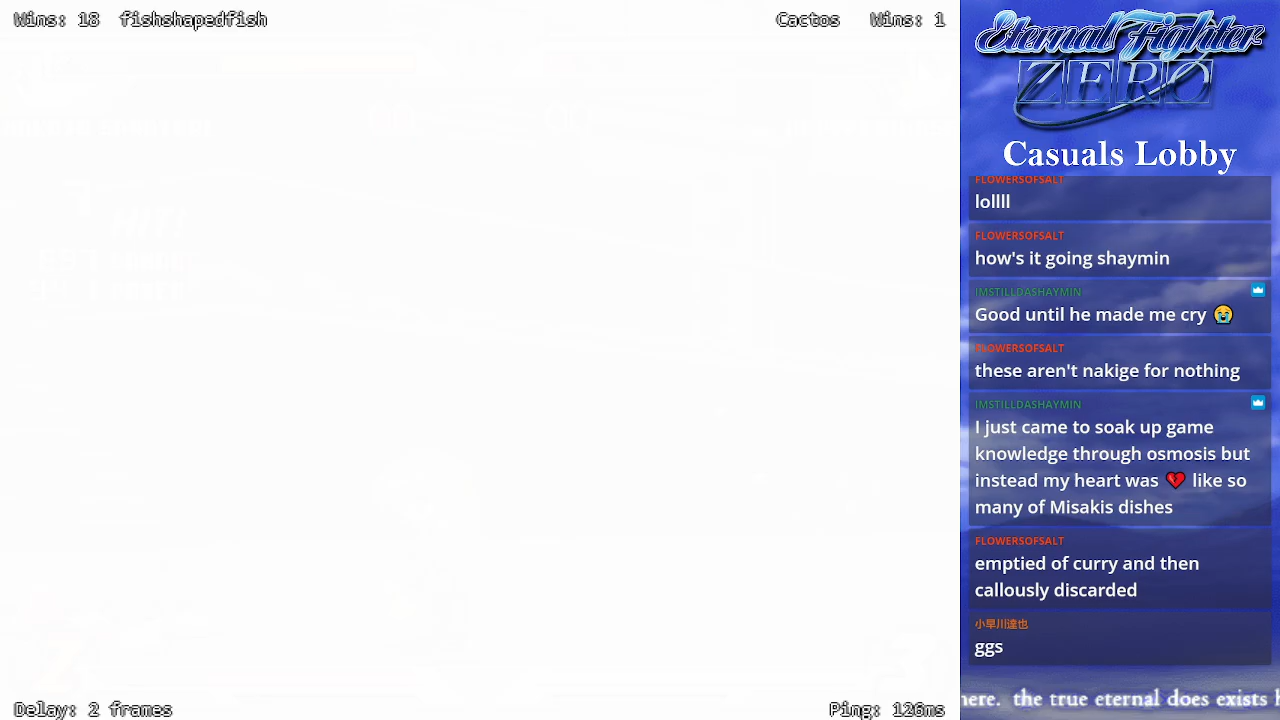 Wins: 18 fishshapedfish
Cactos Wins: 1
HIT!
Delay: 2 frames
Ping: 126ms
Eternal Fighter
ZERO
Casuals Lobby
FLOWERSOFSALT
lollll
FLOWERSOFSALT
how's it going shaymin
IMSTILLDASHAYMIN
Good until he made me cry 😭
FLOWERSOFSALT
these aren't nakige for nothing
IMSTILLDASHAYMIN
I just came to soak up game
knowledge through osmosis but
instead my heart was 💔 like so
many of Misakis dishes
FLOWERSOFSALT
emptied of curry and then
callously discarded
小早川達也
ggs
here. the true eternal does exists